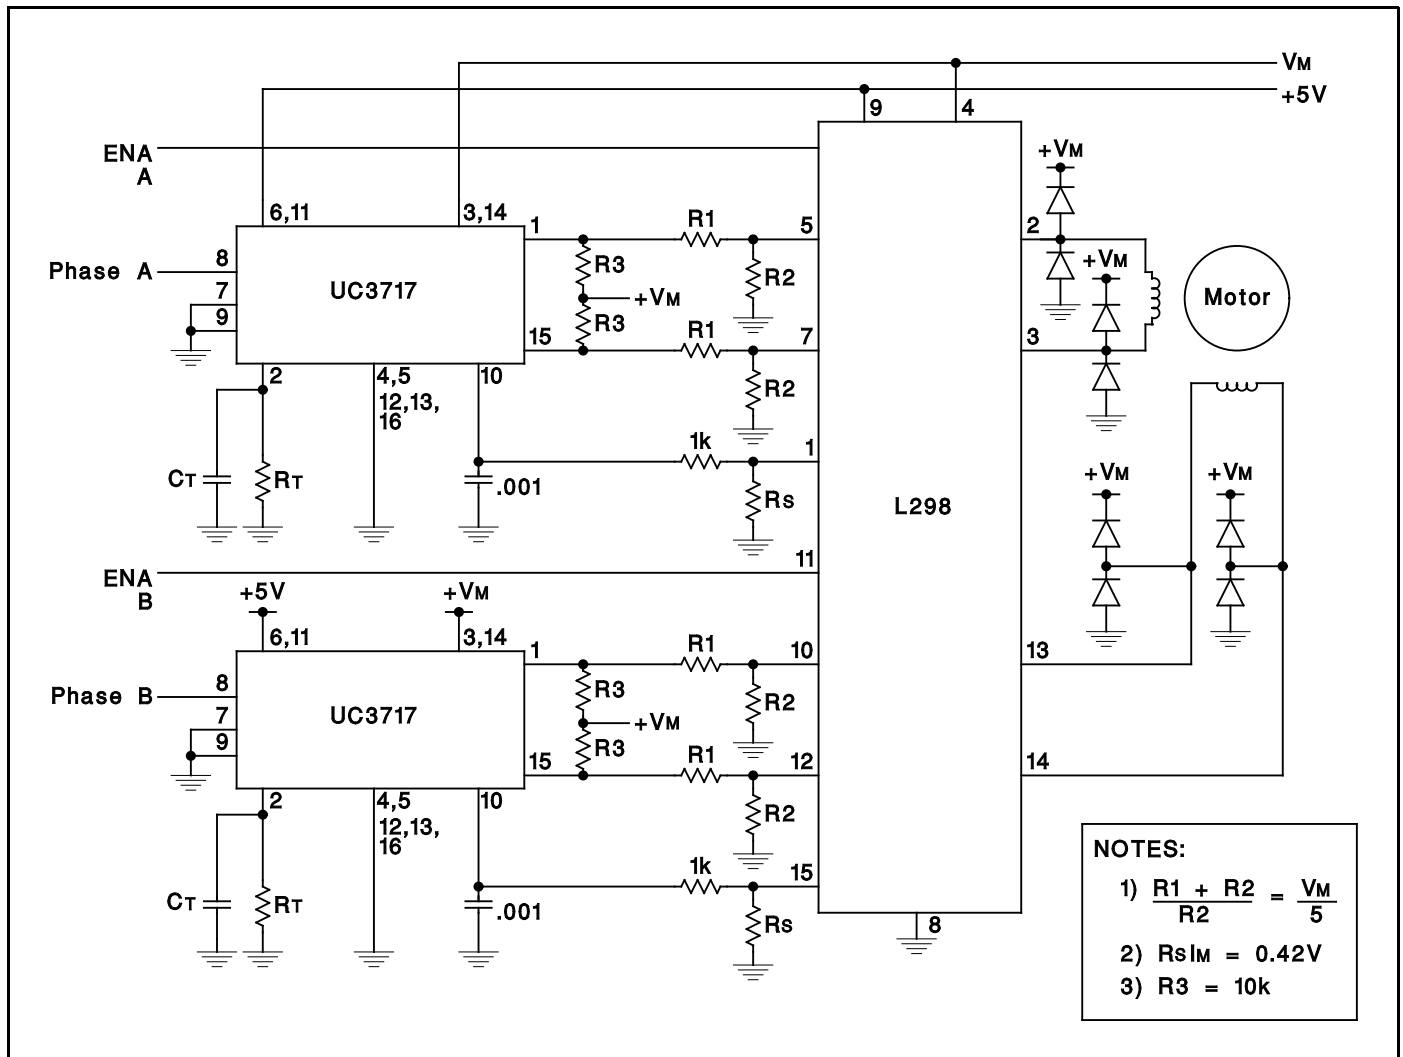 VM
+5V
9
4
ENA
A
+VM
6,11
3,14
1
R1
5
2
Phase A
8
R3
R2
+VM
7
UC3717
+VM
Motor
9
R3
15
R1
7
3
2
4,5
10
R2
12,13,
16
1k
1
CT
RT
.001
Rs
+VM
+VM
L298
11
ENA
B
+5V
+VM
6,11
3,14
1
R1
10
13
Phase B
8
R3
R2
7
UC3717
+VM
9
R3
15
R1
12
14
2
4,5
10
R2
12,13,
16
1k
15
CT
RT
.001
Rs
8
NOTES:
1) R1 + R2 = VM
R2 5
2) RsIM = 0.42V
3) R3 = 10k